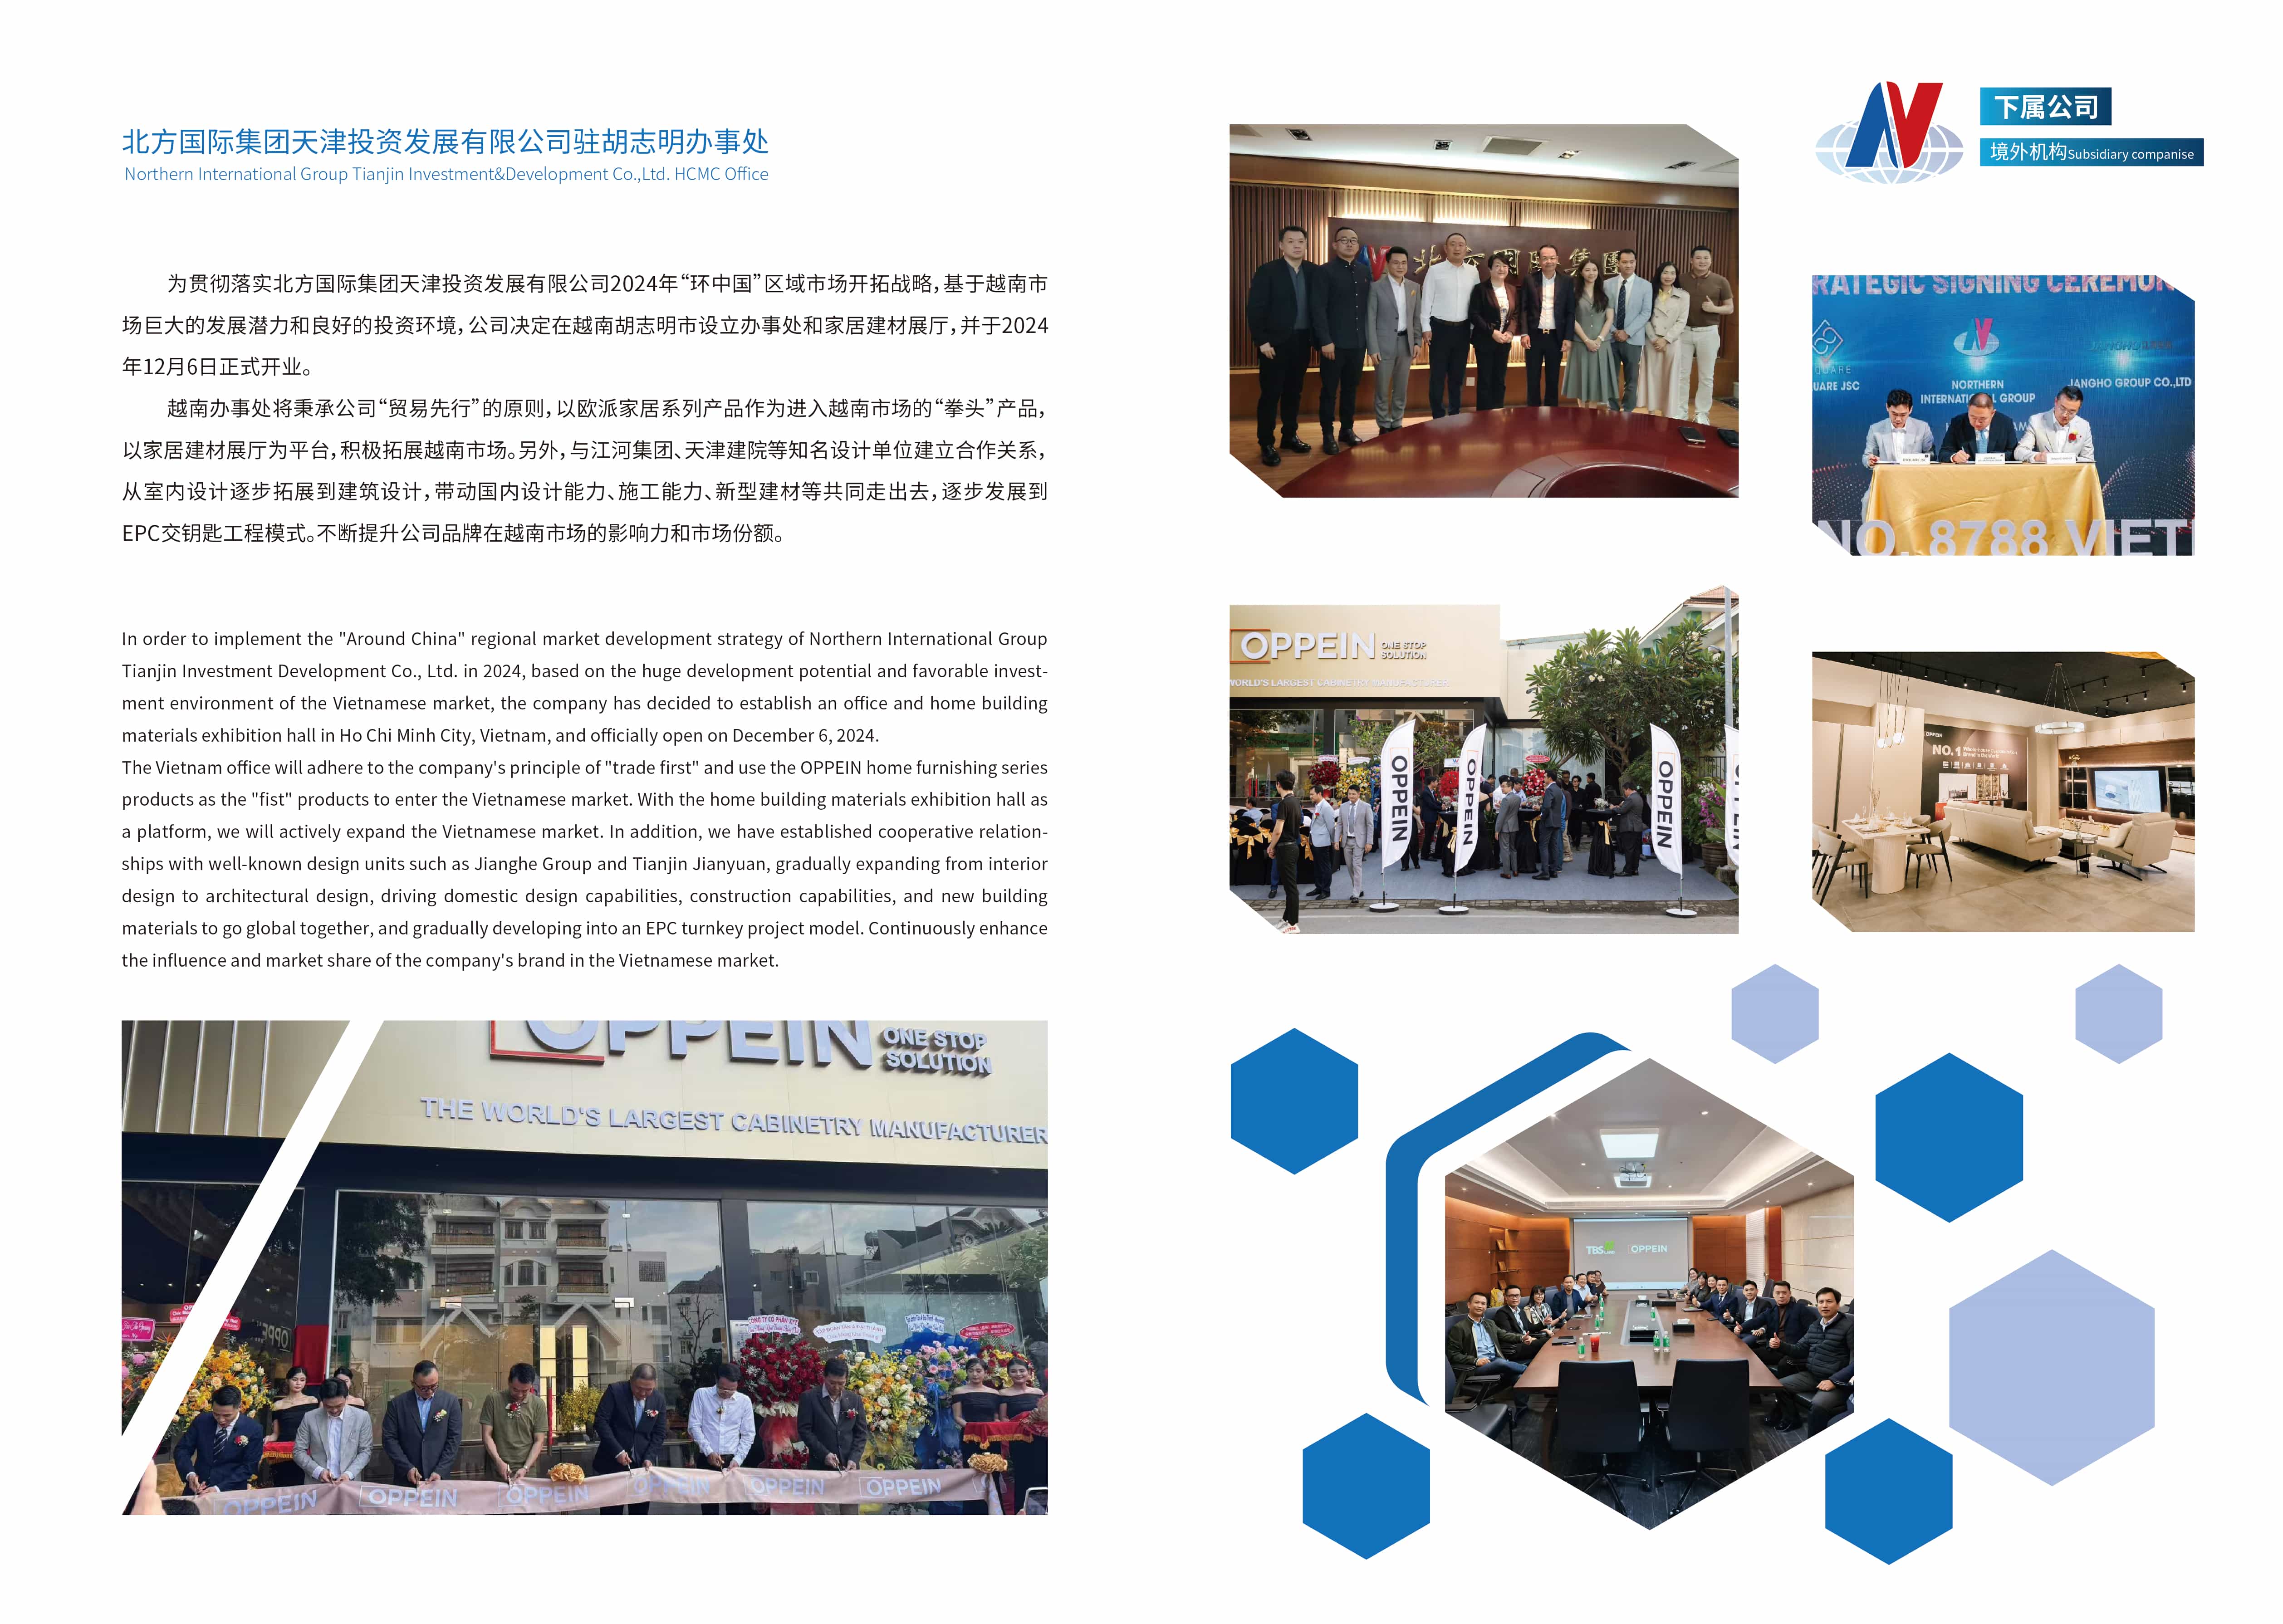 北方国际集团天津投资发展有限公司驻胡志明办事处
Northern International Group Tianjin Investment&Development Co.,Ltd. HCMC Office
为贯彻落实北方国际集团天津投资发展有限公司2024年“环中国”区域市场开拓战略，基于越南市
场巨大的发展潜力和良好的投资环境，公司决定在越南胡志明市设立办事处和家居建材展厅，并于2024
年12月6日正式开业。
越南办事处将秉承公司“贸易先行”的原则，以欧派家居系列产品作为进入越南市场的“拳头”产品，
以家居建材展厅为平台，积极拓展越南市场。另外，与江河集团、天津建院等知名设计单位建立合作关系，
从室内设计逐步拓展到建筑设计，带动国内设计能力、施工能力、新型建材等共同走出去，逐步发展到
EPC交钥匙工程模式。不断提升公司品牌在越南市场的影响力和市场份额。
In order to implement the "Around China" regional market development strategy of Northern International Group
Tianjin Investment Development Co., Ltd. in 2024, based on the huge development potential and favorable invest-
ment environment of the Vietnamese market, the company has decided to establish an office and home building
materials exhibition hall in Ho Chi Minh City, Vietnam, and officially open on December 6, 2024.
The Vietnam office will adhere to the company's principle of "trade first" and use the OPPEIN home furnishing series
products as the "fist" products to enter the Vietnamese market. With the home building materials exhibition hall as
a platform, we will actively expand the Vietnamese market. In addition, we have established cooperative relation-
ships with well-known design units such as Jianghe Group and Tianjin Jianyuan, gradually expanding from interior
design to architectural design, driving domestic design capabilities, construction capabilities, and new building
materials to go global together, and gradually developing into an EPC turnkey project model. Continuously enhance
the influence and market share of the company's brand in the Vietnamese market.
OPPEIN
ONE STOP
SOLUTION
THE WORLD'S LARGEST CABINETRY MANUFACTURER
OPPEIN
OPPEIN
OPPEIN
OPPEIN
OPPEIN
OPPEIN
下属公司
境外机构Subsidiary companise
北方国際集團
RATEGIC SIGNING CEREMON
UARE
UARE JSC
NORTHERN
INTERNATIONAL GROUP
JANGHO GROUP CO.,LTD
NO. 8788 VIET
OPPEIN
ONE STOP
SOLUTION
WORLD'S LARGEST CABINETRY MANUFACTURER
OPPEIN
OPPEIN
OPPEIN
OPPEIN
NO.1
TBS
OPPEIN